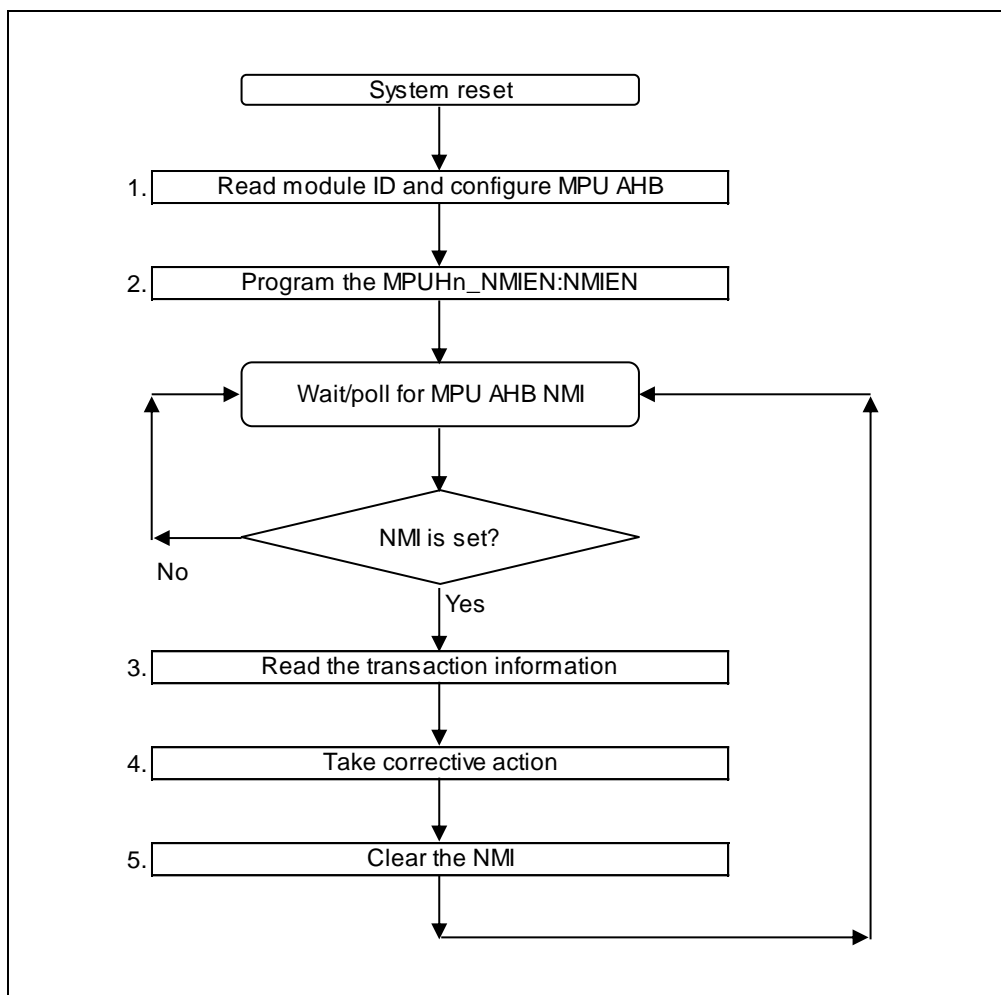 System reset
1. Read module ID and configure MPU AHB
2. Program the MPUHn_NMIEN:NMIEN
Wait/poll for MPU AHB NMI
NMI is set?
No
Yes
3. Read the transaction information
4. Take corrective action
5. Clear the NMI